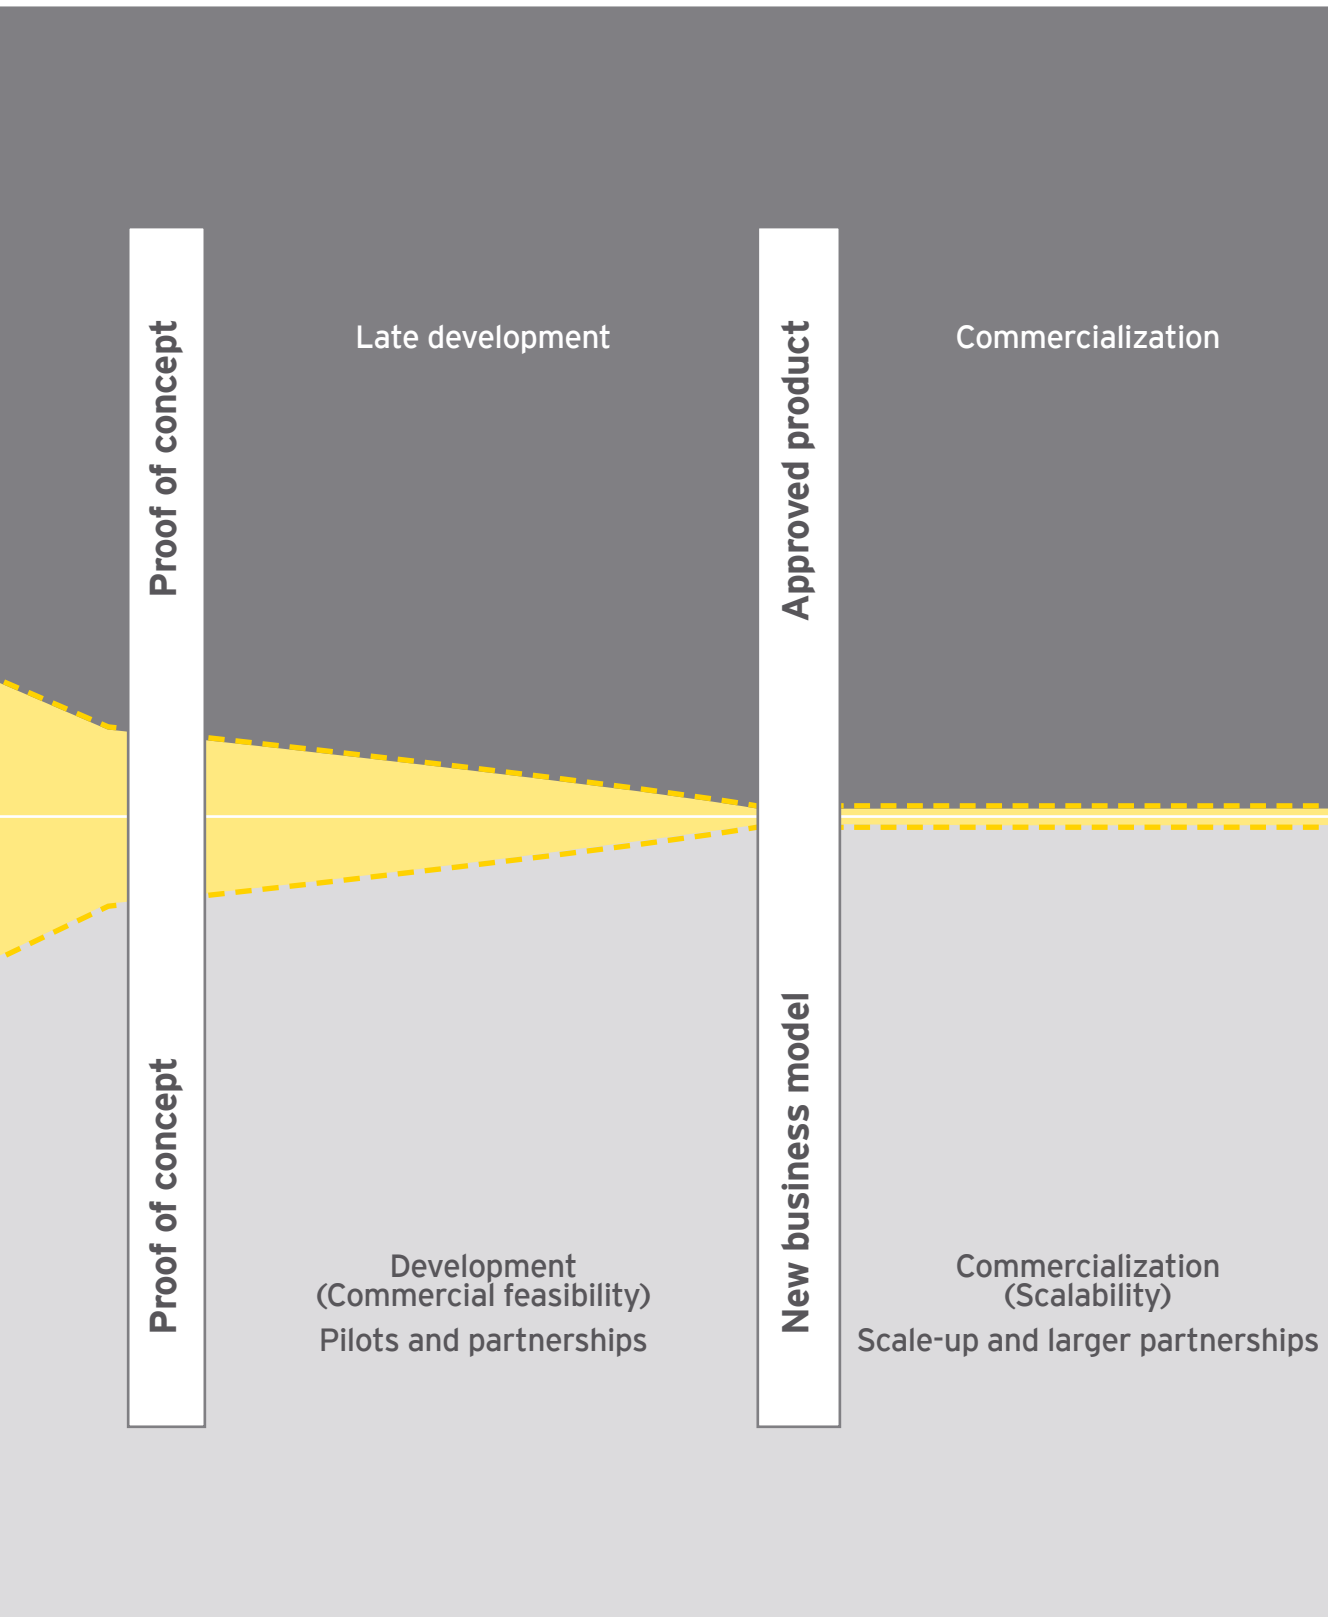 Proof of concept
Late development
Approved product
Commercialization
Proof of concept
Development
(Commercial feasibility)
Pilots and partnerships
New business model
Commercialization
(Scalability)
Scale-up and larger partnerships